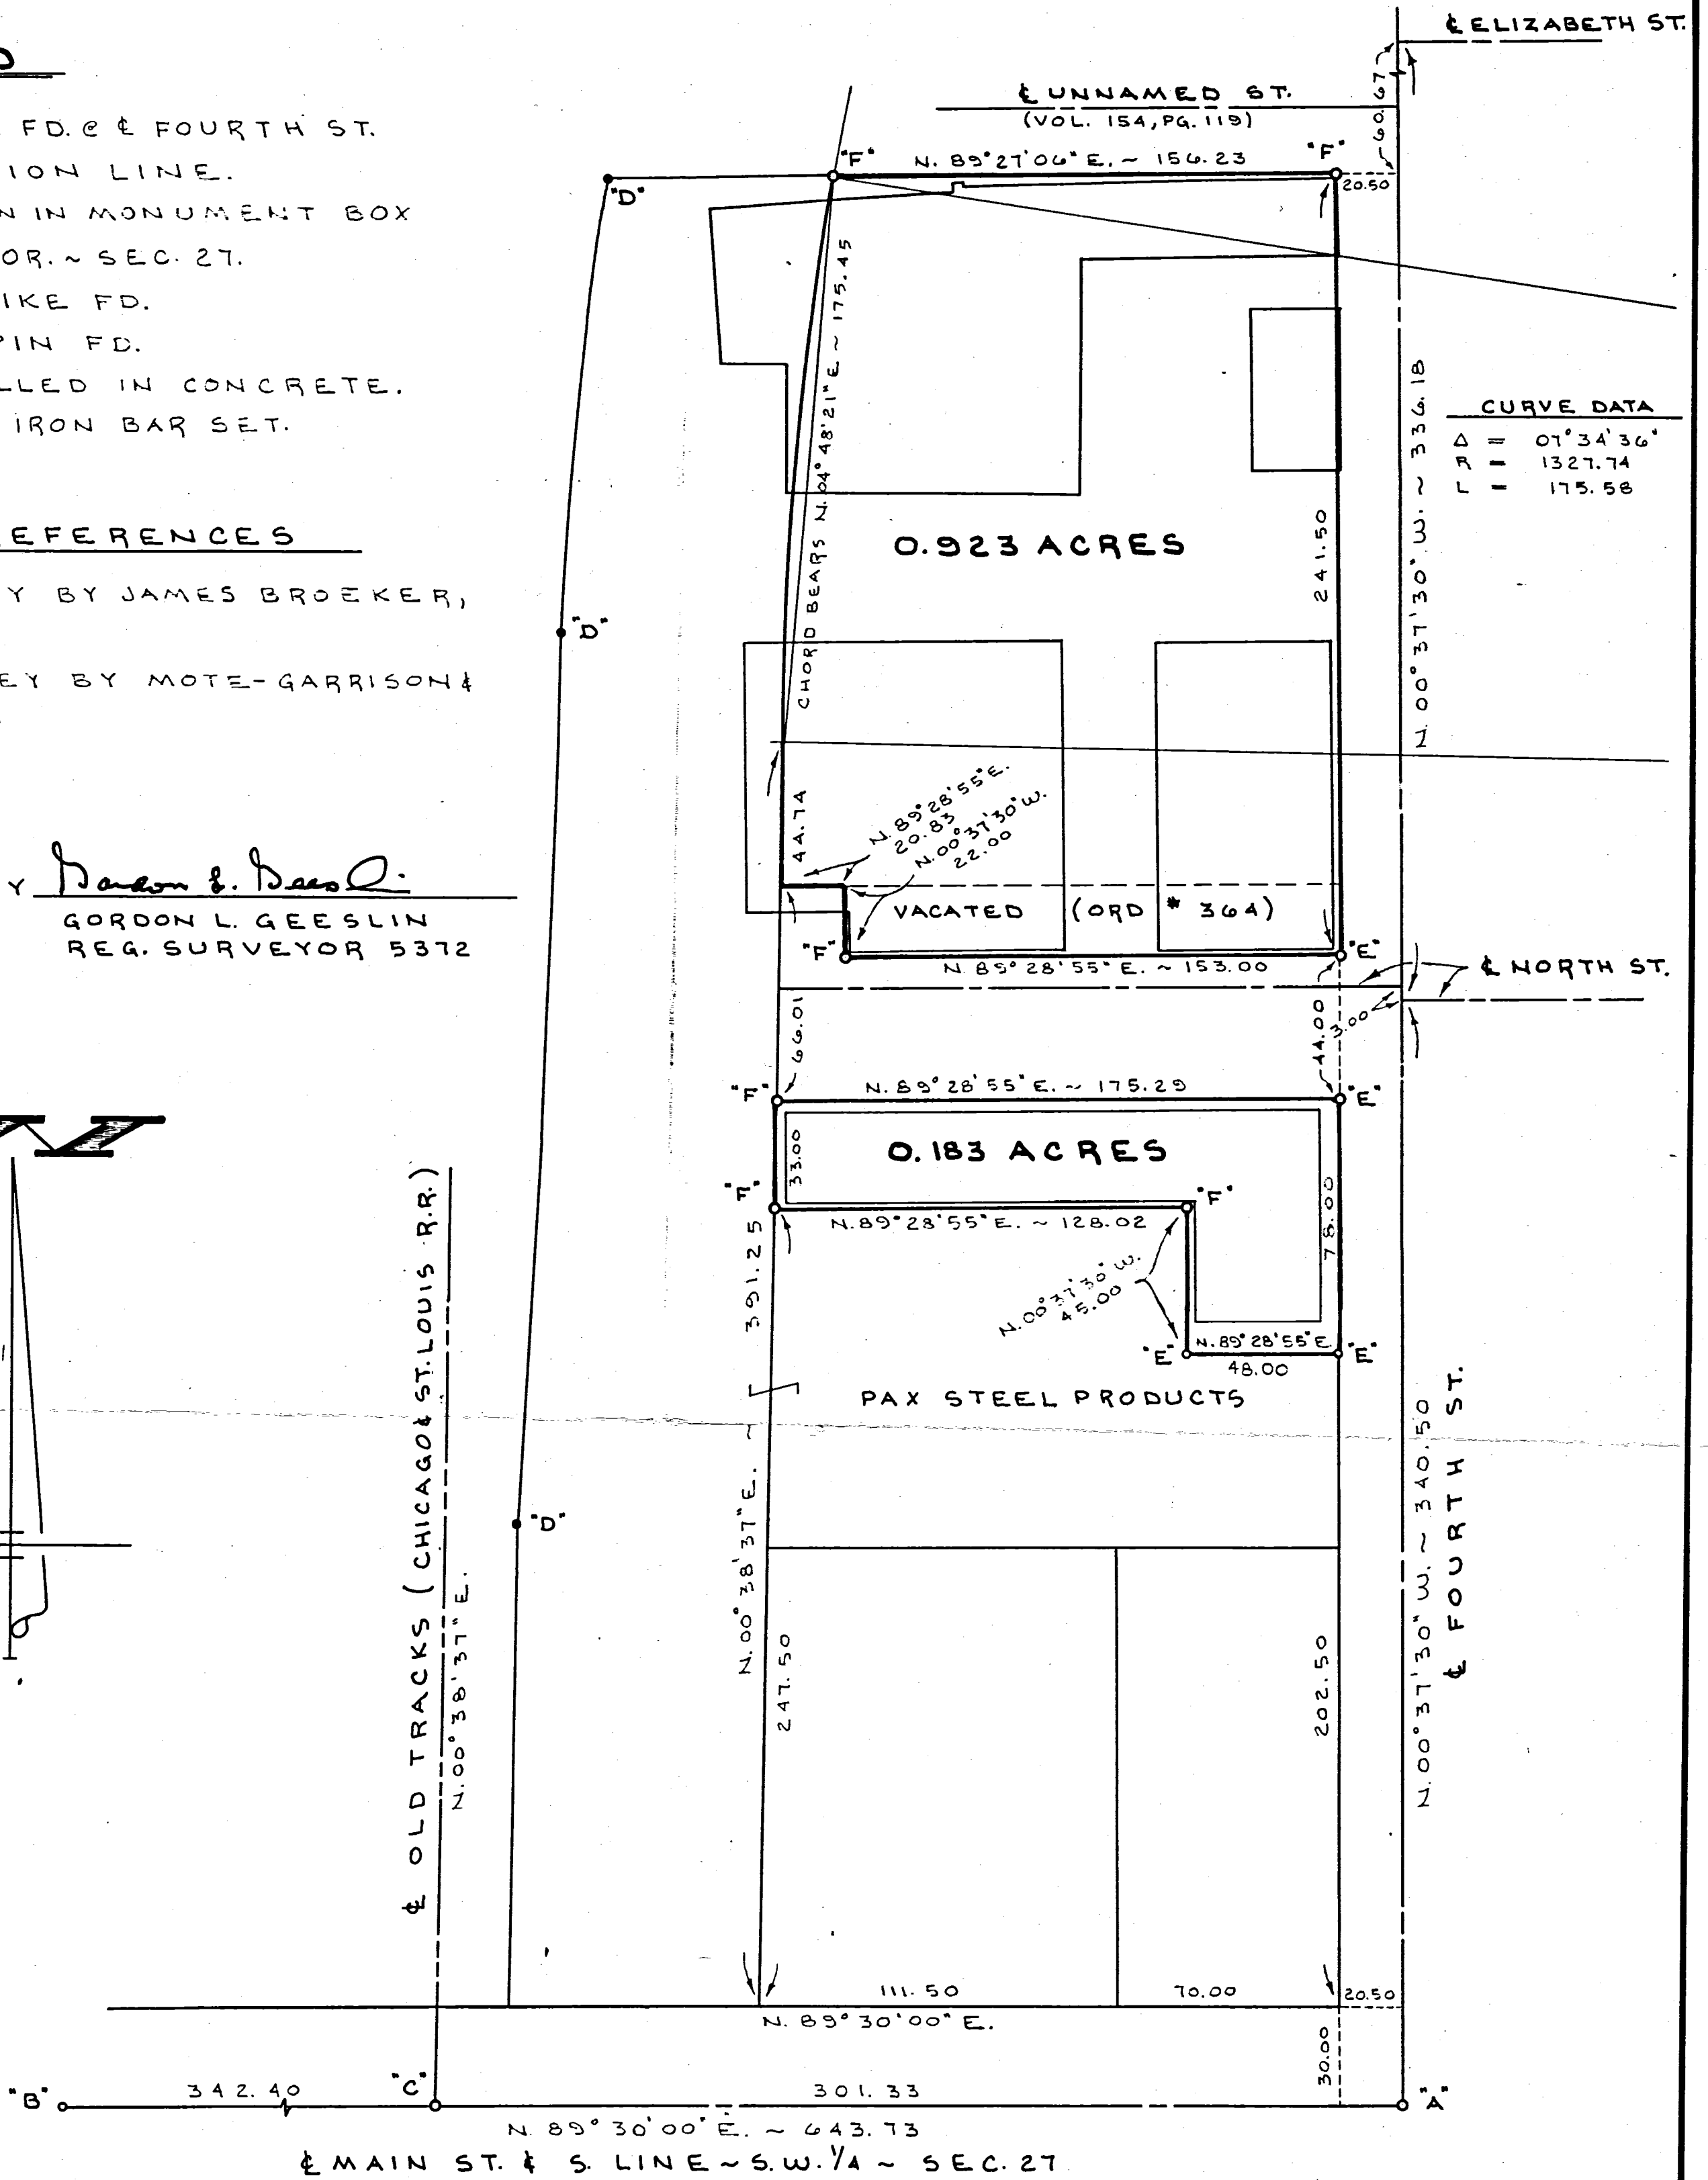 D
FD. @ ℄ FOURTH ST.
ION LINE.
N IN MONUMENT BOX
OR. ~ SEC. 27.
IKE FD.
PIN FD.
LLED IN CONCRETE.
IRON BAR SET.
EFERENCES
Y BY JAMES BROEKER,
EY BY MOTE-GARRISON &
Y
GORDON L. GEESLIN
REG. SURVEYOR 5372
℄ ELIZABETH ST.
℄ UNNAMED ST.
(VOL. 154, PG. 119)
60.67
"F"
N. 89°27'06" E. ~ 156.23
"F"
20.50
"D"
CHORD BEARS N. 04°48'21" E ~ 175.45
N. 00°37'30" W. ~ 336.18
CURVE DATA
Δ = 07°34'36"
R = 1327.74
L = 175.58
0.923 ACRES
241.50
"D"
44.74
N. 89°28'55" E.
20.83
N. 00°37'30" W.
22.00
VACATED (ORD # 364)
"F"
"E"
N. 89°28'55" E. ~ 153.00
℄ NORTH ST.
66.01
44.00
3.00
"F"
N. 89°28'55" E. ~ 175.29
"E"
33.00
0.183 ACRES
"F"
"F"
78.00
N. 89°28'55" E. ~ 128.02
N. 00°37'30" W.
45.00
"E"
N. 89°28'55" E
48.00
"E"
PAX STEEL PRODUCTS
N. 00°38'37" E. ~ 391.25
"D"
℄ OLD TRACKS (CHICAGO & ST. LOUIS R.R.)
N. 00°38'37" E.
247.50
202.50
N. 00°37'30" W. ~ 340.50
℄ FOURTH ST.
111.50
70.00
20.50
N. 89°30'00" E.
30.00
"B"
342.40
"C"
301.33
"A"
N. 89°30'00" E. ~ 643.73
℄ MAIN ST. & S. LINE ~ S.W. 1/4 ~ SEC. 27